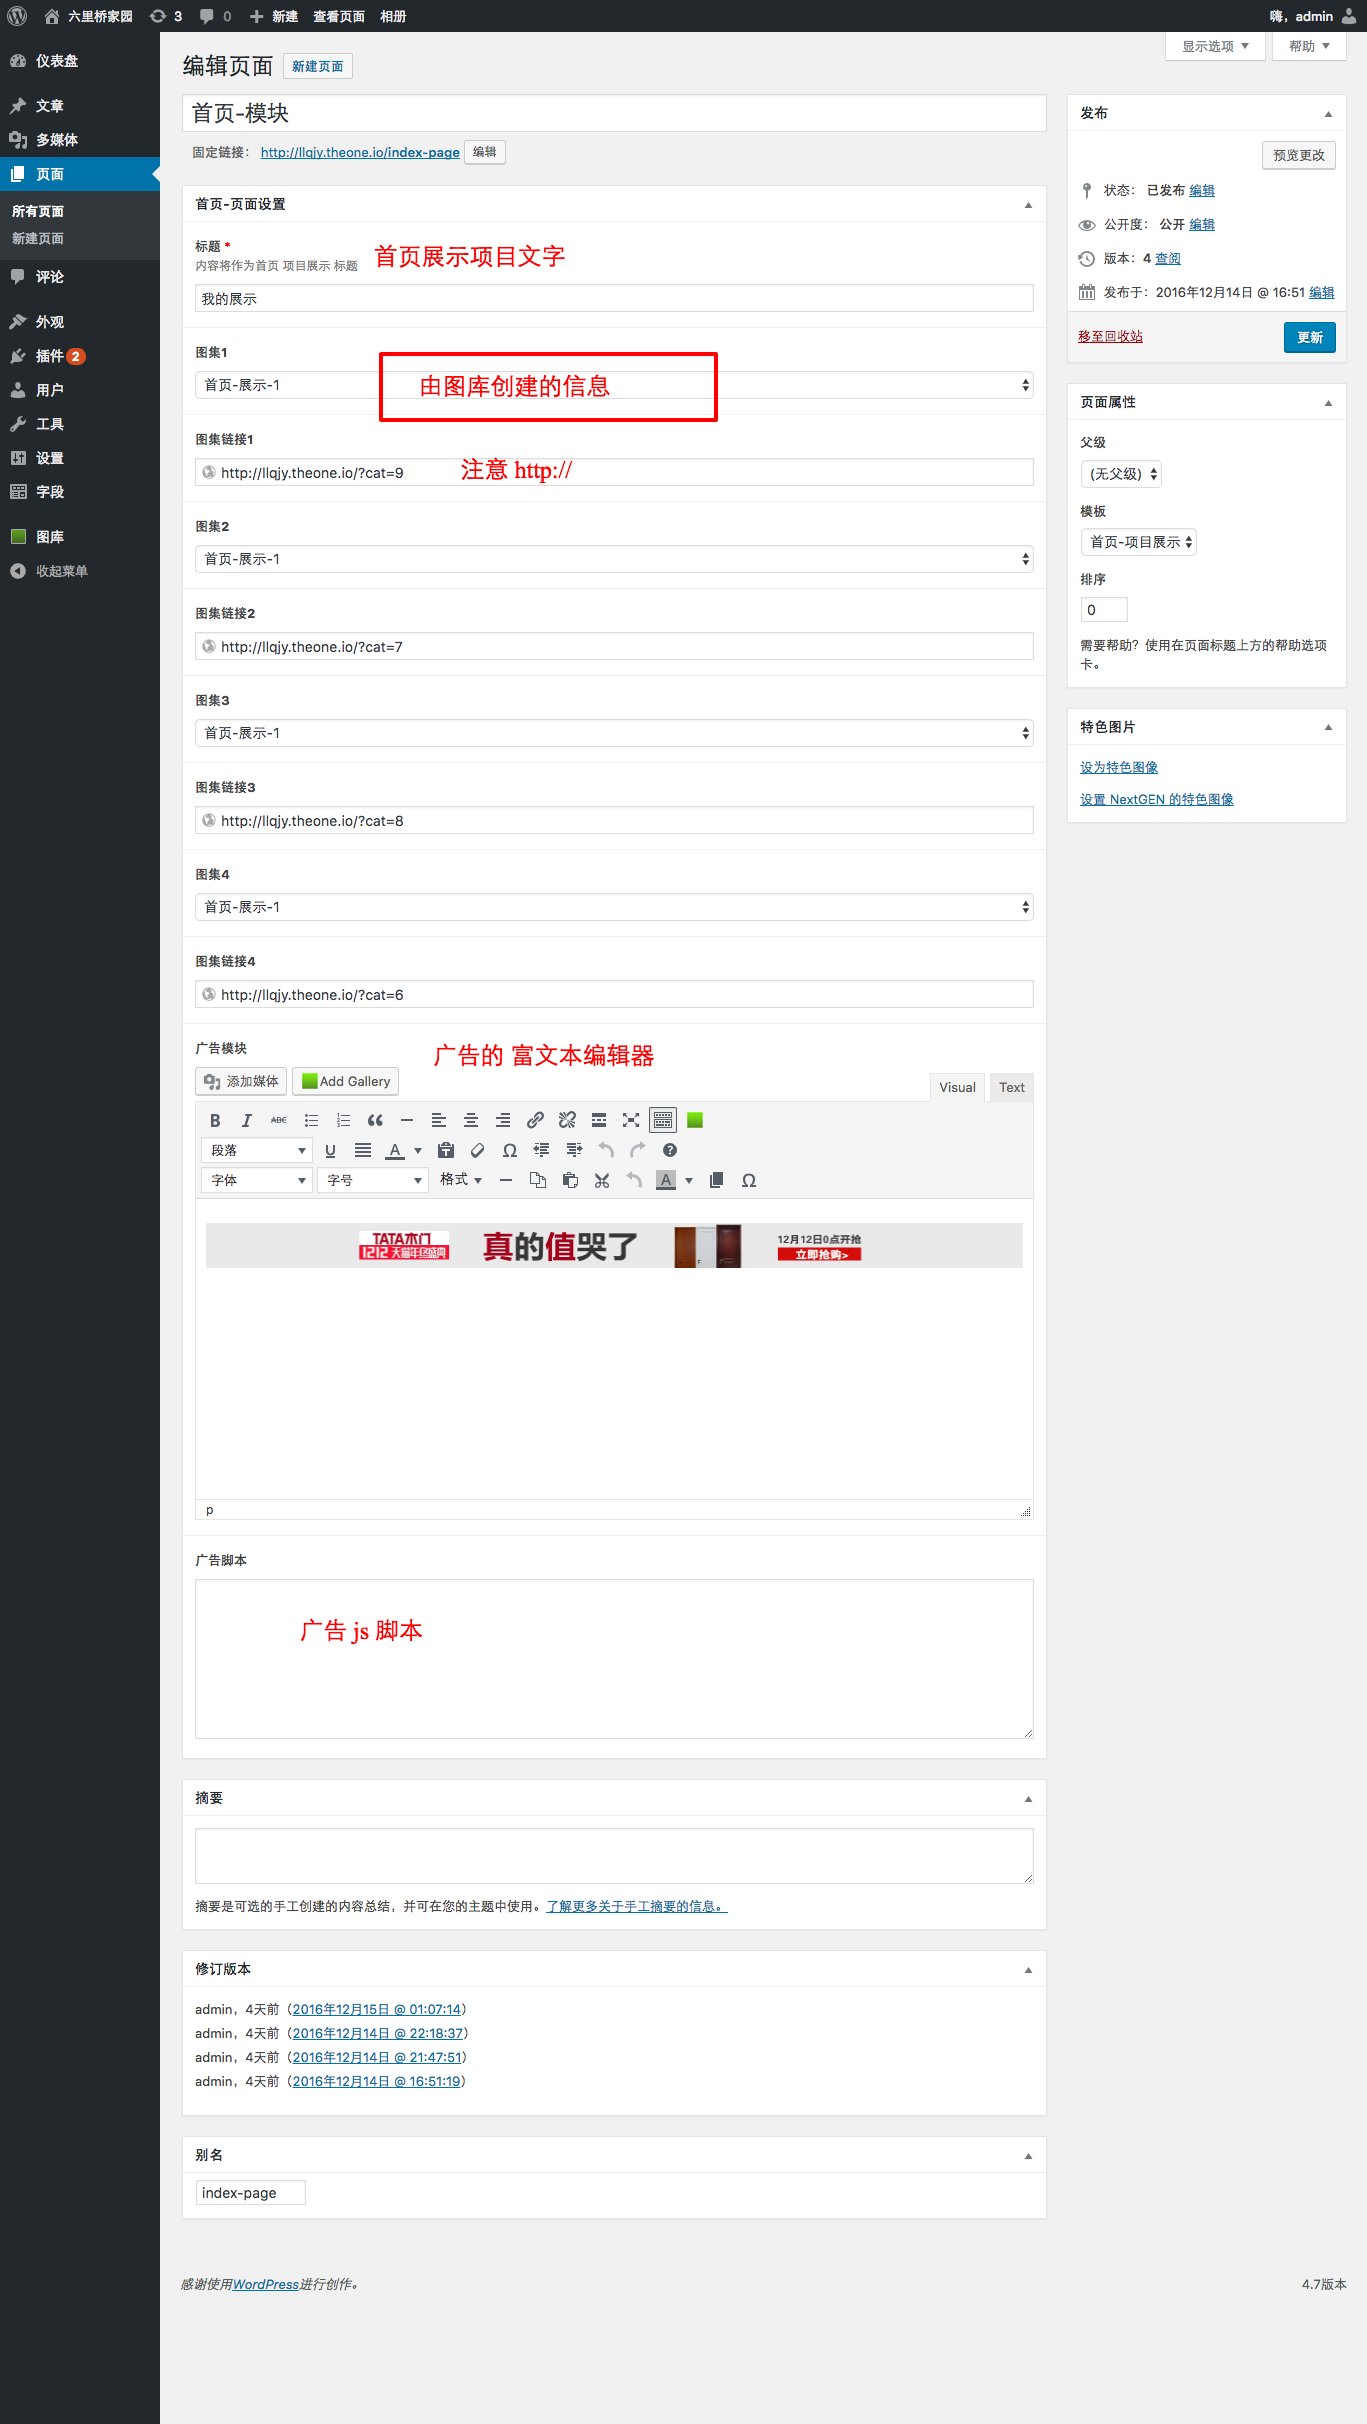 六里桥家园 3 0 新建 查看页面 相册 嗨，admin
仪表盘
文章
多媒体
页面
所有页面
新建页面
评论
外观
插件 2
用户
工具
设置
字段
图库
收起菜单
显示选项 帮助
编辑页面 新建页面
首页-模块
固定链接： http://llqjy.theone.io/index-page 编辑
首页-页面设置
标题 *
内容将作为首页 项目展示 标题
首页展示项目文字
我的展示
图集1
首页-展示-1
由图库创建的信息
图集链接1
http://llqjy.theone.io/?cat=9
注意 http://
图集2
首页-展示-1
图集链接2
http://llqjy.theone.io/?cat=7
图集3
首页-展示-1
图集链接3
http://llqjy.theone.io/?cat=8
图集4
首页-展示-1
图集链接4
http://llqjy.theone.io/?cat=6
广告模块
广告的 富文本编辑器
添加媒体 Add Gallery
Visual Text
B I ABC
段落 U A Ω
字体 字号 格式 A Ω
TATA木门
1212 天猫年终盛典
真的值哭了
12月12日0点开抢
立即抢购>
p
广告脚本
广告 js 脚本
摘要
摘要是可选的手工创建的内容总结，并可在您的主题中使用。了解更多关于手工摘要的信息。
修订版本
admin，4天前（2016年12月15日 @ 01:07:14）
admin，4天前（2016年12月14日 @ 22:18:37）
admin，4天前（2016年12月14日 @ 21:47:51）
admin，4天前（2016年12月14日 @ 16:51:19）
别名
index-page
发布
预览更改
状态： 已发布 编辑
公开度： 公开 编辑
版本：4 查阅
发布于：2016年12月14日 @ 16:51 编辑
移至回收站 更新
页面属性
父级
(无父级)
模板
首页-项目展示
排序
0
需要帮助？使用在页面标题上方的帮助选项
卡。
特色图片
设为特色图像
设置 NextGEN 的特色图像
感谢使用WordPress进行创作。
4.7版本